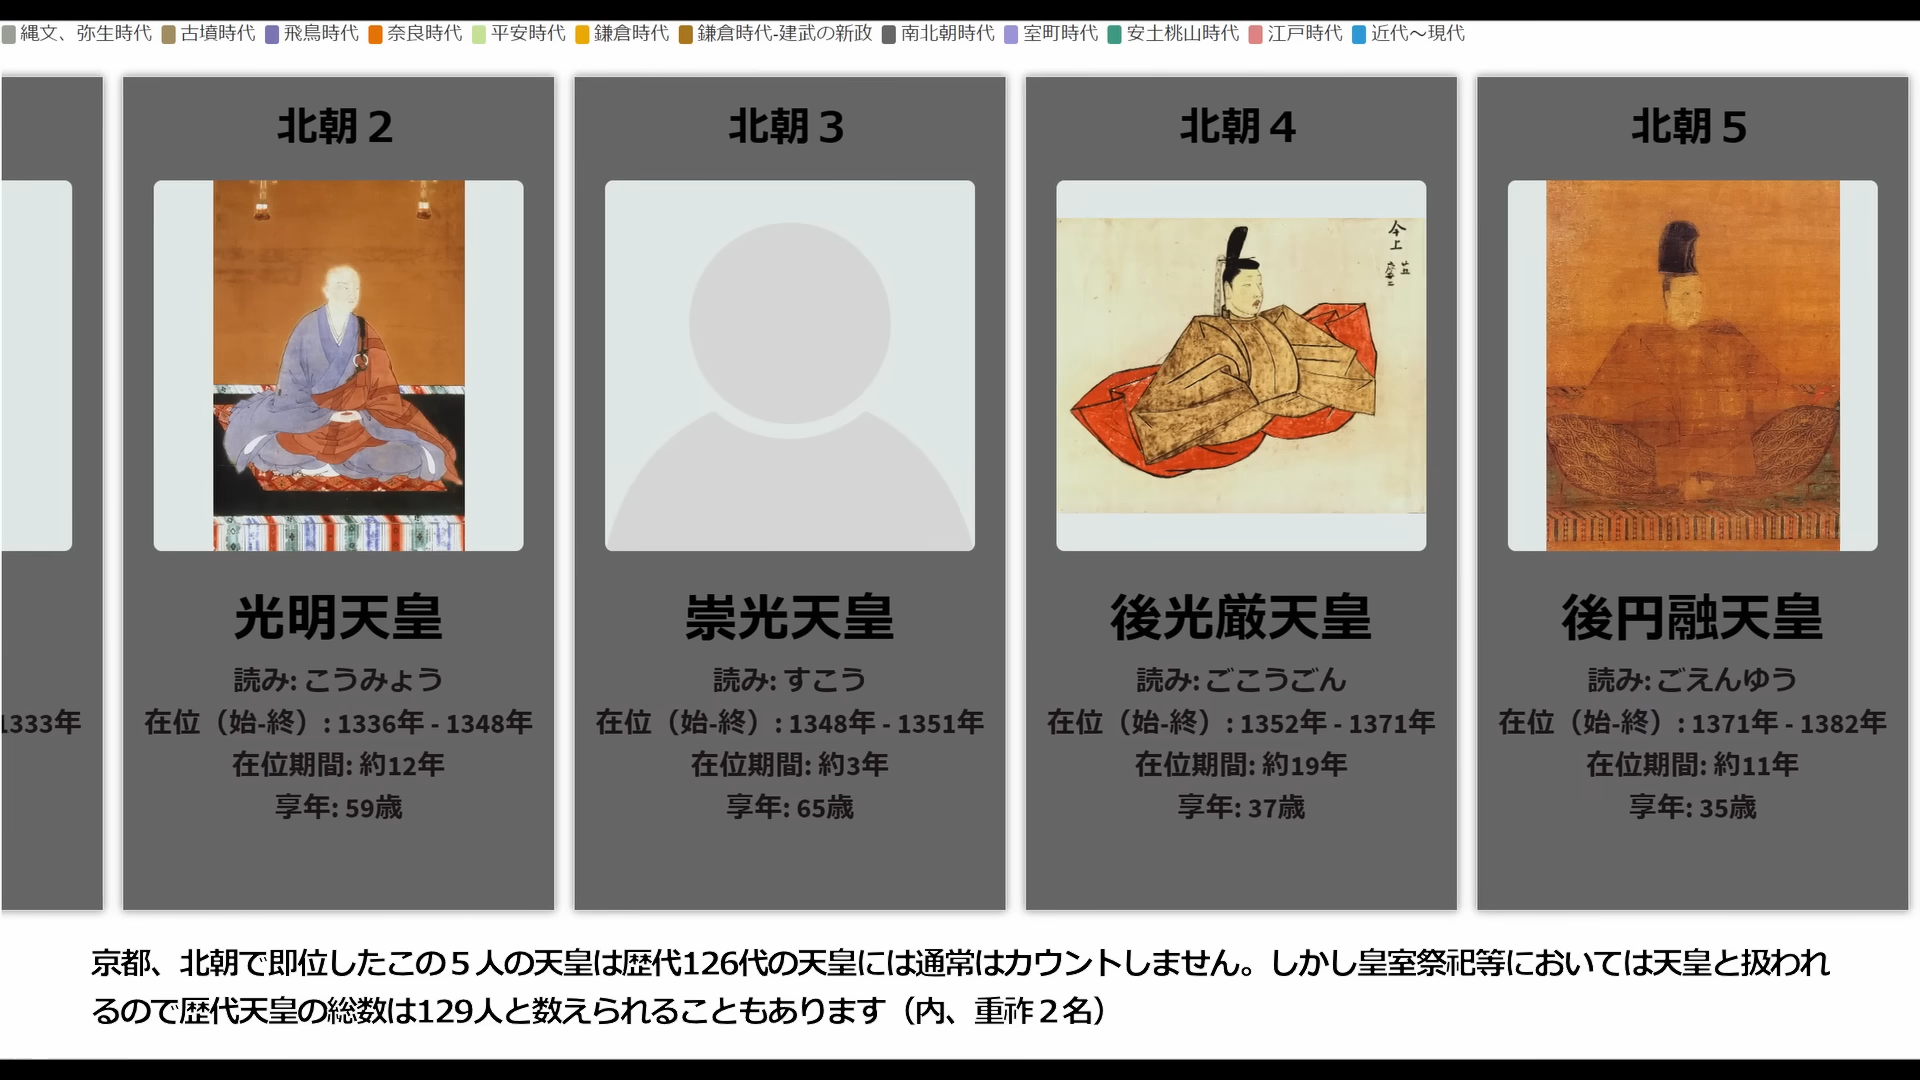 縄文、弥生時代 古墳時代 飛鳥時代 奈良時代 平安時代 鎌倉時代 鎌倉時代-建武の新政 南北朝時代 室町時代 安土桃山時代 江戸時代 近代～現代
1333年
北朝２
光明天皇
読み: こうみょう
在位（始-終）: 1336年 - 1348年
在位期間: 約12年
享年: 59歳
北朝３
崇光天皇
読み: すこう
在位（始-終）: 1348年 - 1351年
在位期間: 約3年
享年: 65歳
北朝４
今上
後光厳天皇
読み: ごこうごん
在位（始-終）: 1352年 - 1371年
在位期間: 約19年
享年: 37歳
北朝５
後円融天皇
読み: ごえんゆう
在位（始-終）: 1371年 - 1382年
在位期間: 約11年
享年: 35歳
京都、北朝で即位したこの５人の天皇は歴代126代の天皇には通常はカウントしません。しかし皇室祭祀等においては天皇と扱われ
るので歴代天皇の総数は129人と数えられることもあります（内、重祚２名）